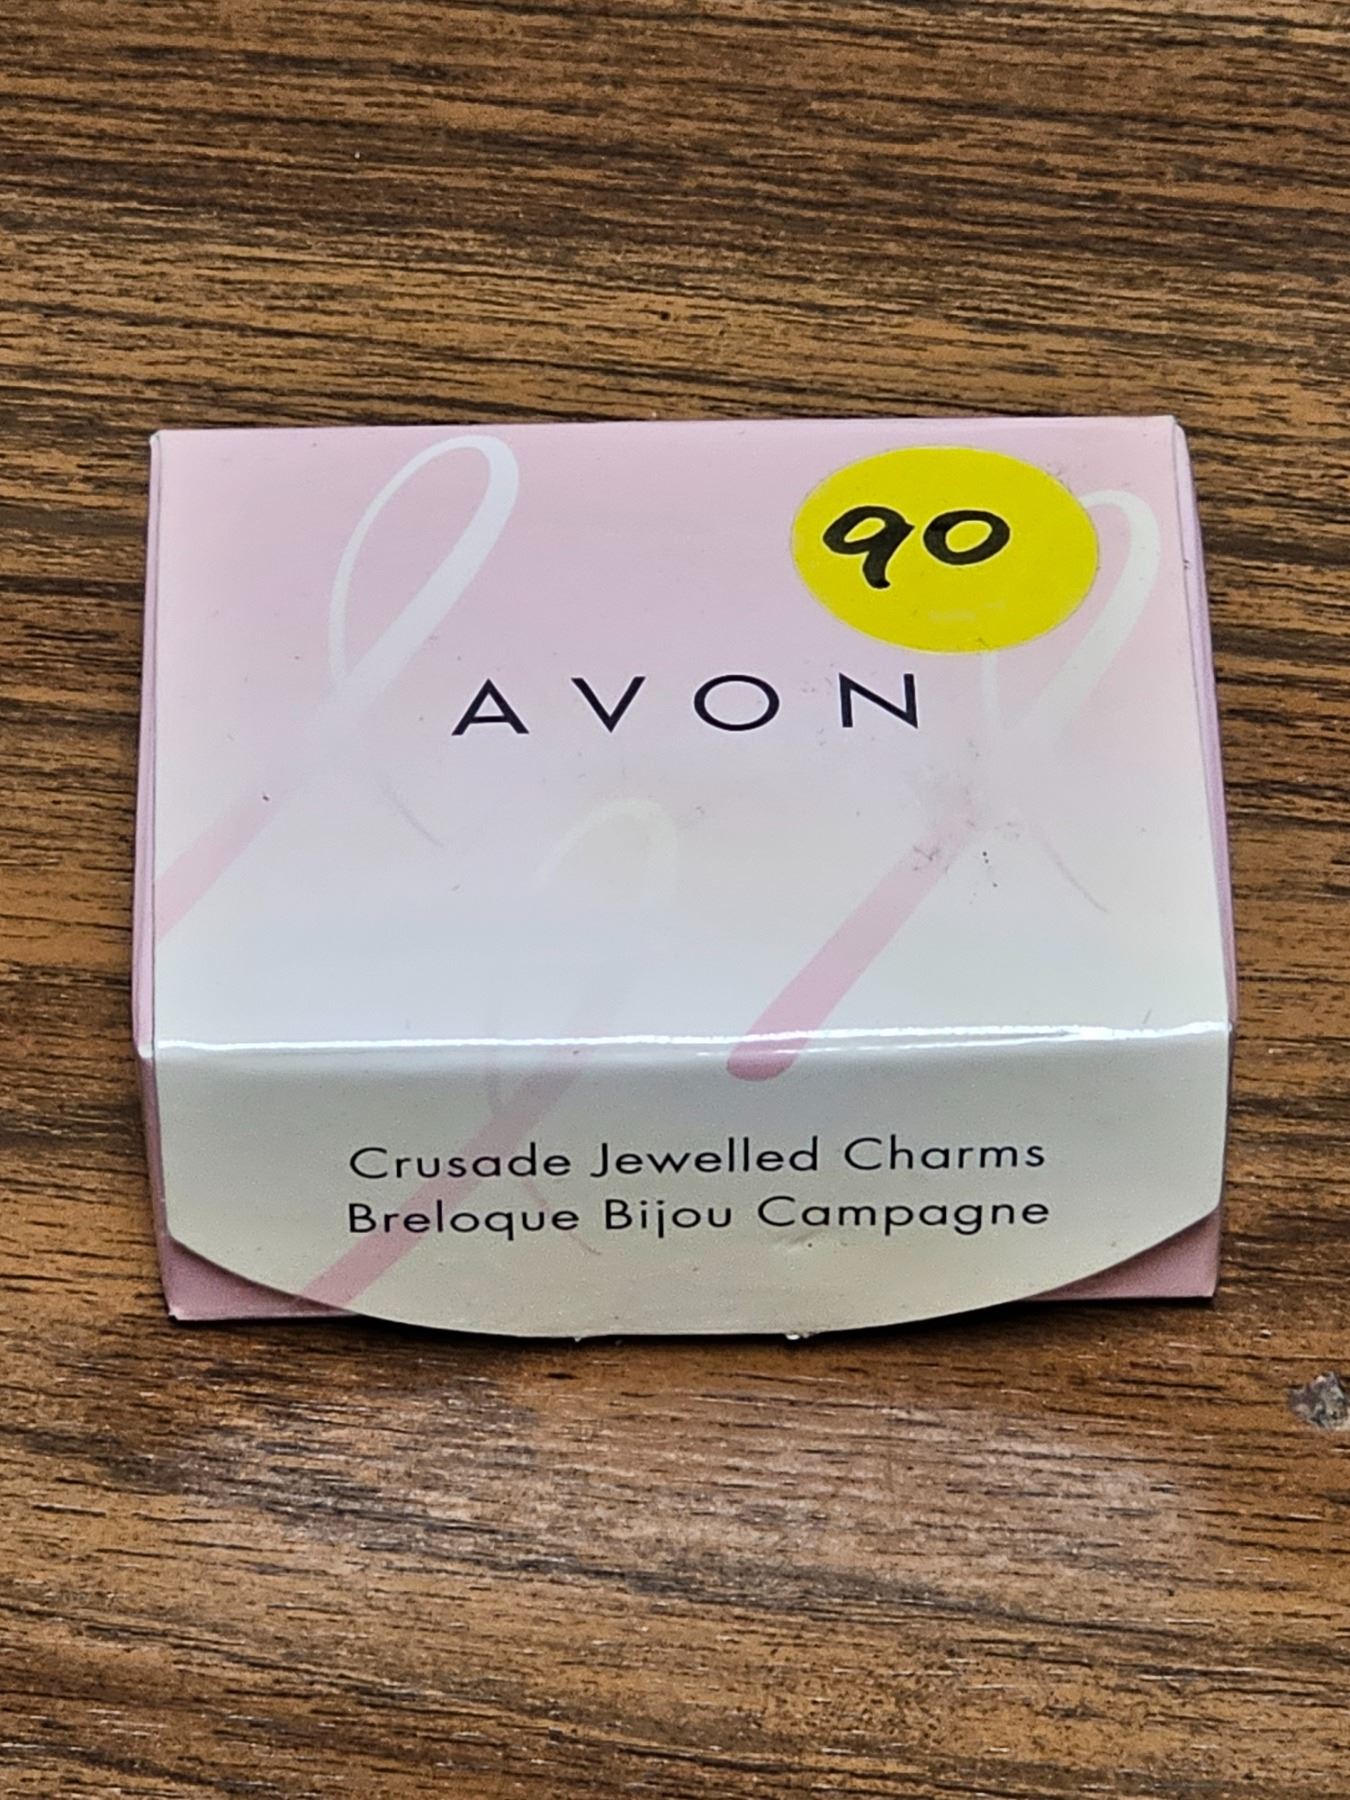 90
AVON
Crusade Jewelled Charms
Breloque Bijou Campagne